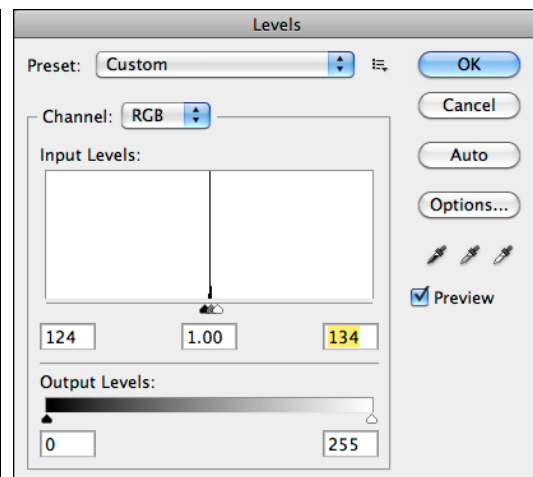 Levels
Preset: Custom
OK
Channel: RGB
Cancel
Input Levels:
Auto
Options...
Preview
124 1.00 134
Output Levels:
0 255